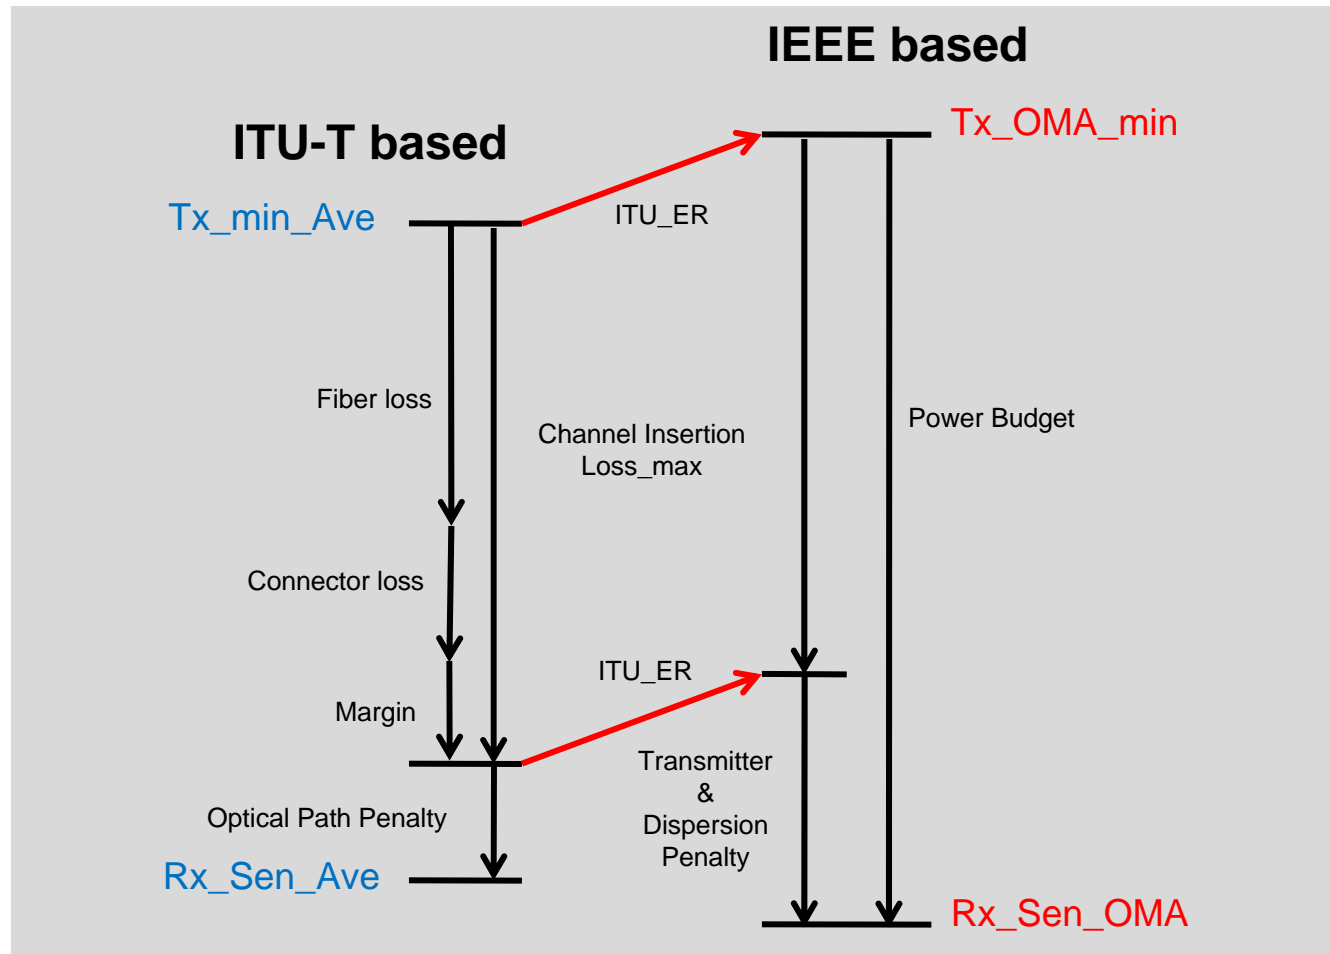 IEEE based
Tx_OMA_min
ITU-T based
Tx_min_Ave
ITU_ER
Fiber loss
Channel Insertion
Loss_max
Power Budget
Connector loss
ITU_ER
Margin
Transmitter
&
Dispersion
Penalty
Optical Path Penalty
Rx_Sen_Ave
Rx_Sen_OMA